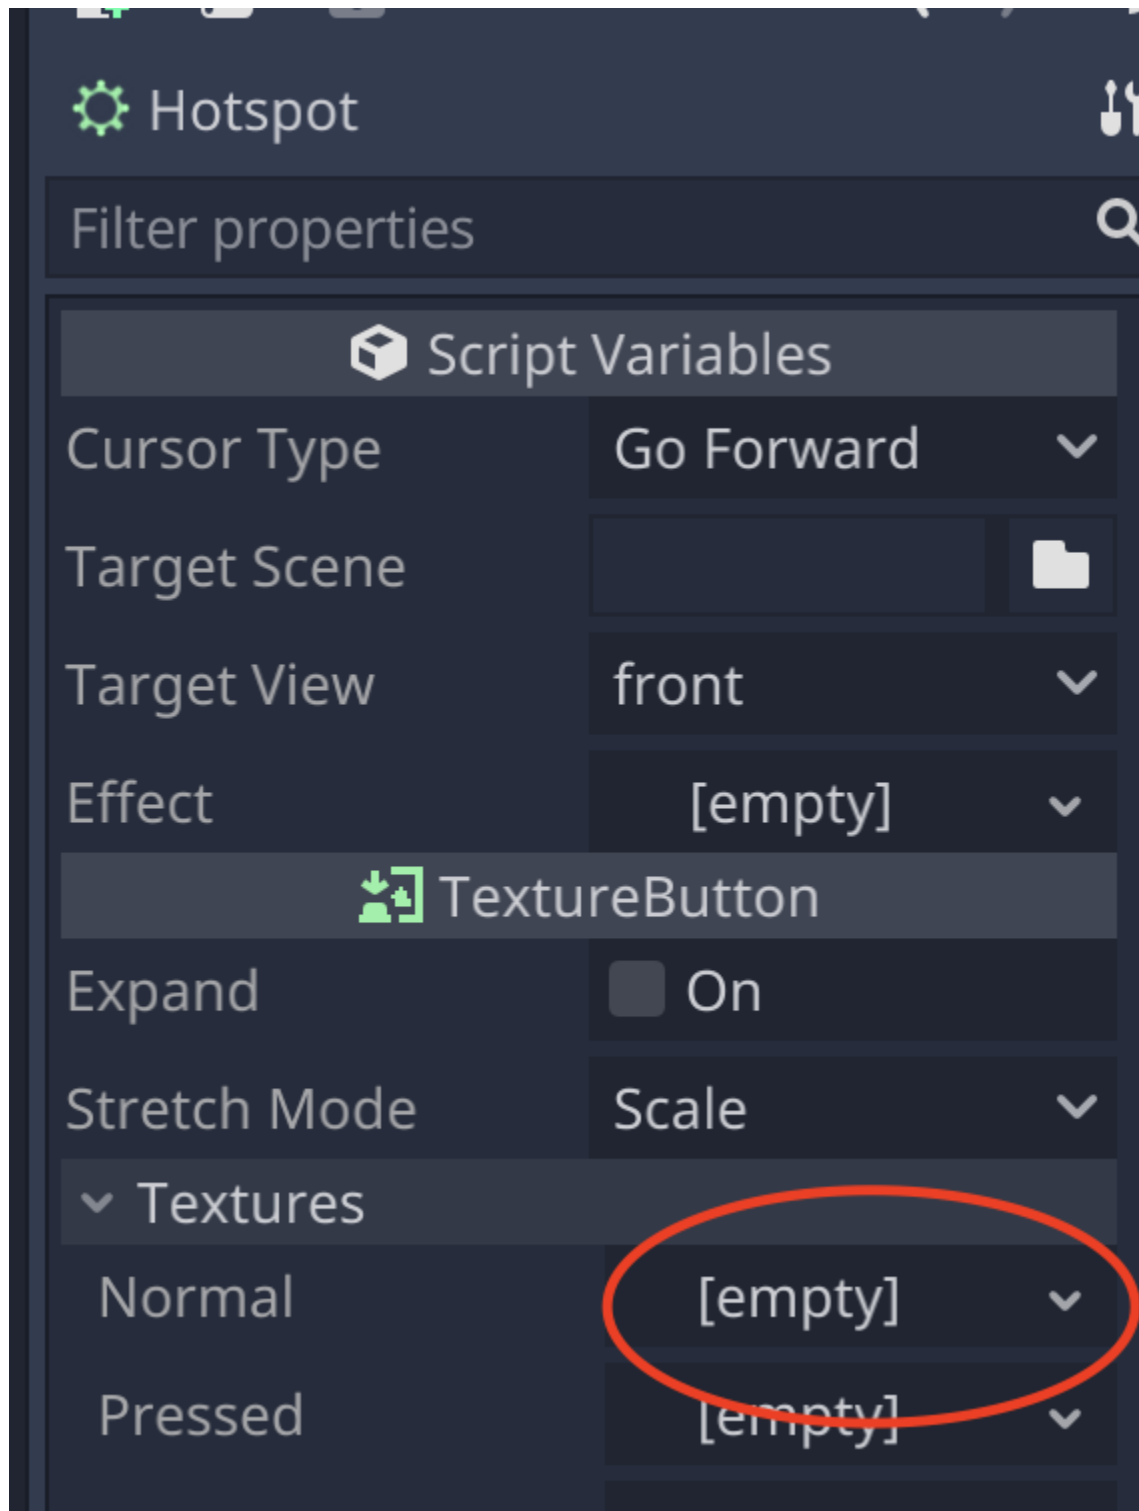 Hotspot
Filter properties
Script Variables
Cursor Type Go Forward
Target Scene
Target View front
Effect [empty]
TextureButton
Expand On
Stretch Mode Scale
Textures
Normal [empty]
Pressed [empty]